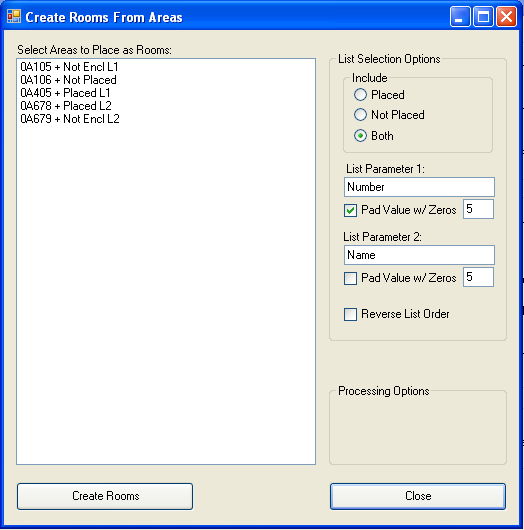 Create Rooms From Areas
Select Areas to Place as Rooms:
0A105 + Not Encl L1
0A106 + Not Placed
0A405 + Placed L1
0A678 + Placed L2
0A679 + Not Encl L2
List Selection Options
Include
Placed
Not Placed
Both
List Parameter 1:
Number
Pad Value w/ Zeros 5
List Parameter 2:
Name
Pad Value w/ Zeros 5
Reverse List Order
Processing Options
Create Rooms
Close